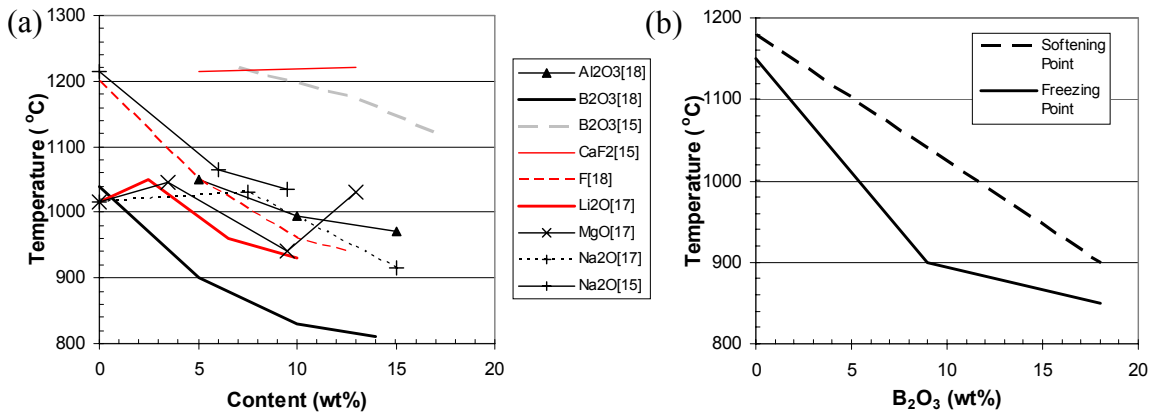 (a)
Temperature ( °C)
1300
1200
1100
1000
900
800
0
5
10
15
20
Content (wt%)
Al2O3[18]
B2O3[18]
B2O3[15]
CaF2[15]
F[18]
Li2O[17]
MgO[17]
Na2O[17]
Na2O[15]
(b)
Temperature (°C)
1200
1100
1000
900
800
0
5
10
15
20
B₂O₃ (wt%)
Softening
Point
Freezing
Point